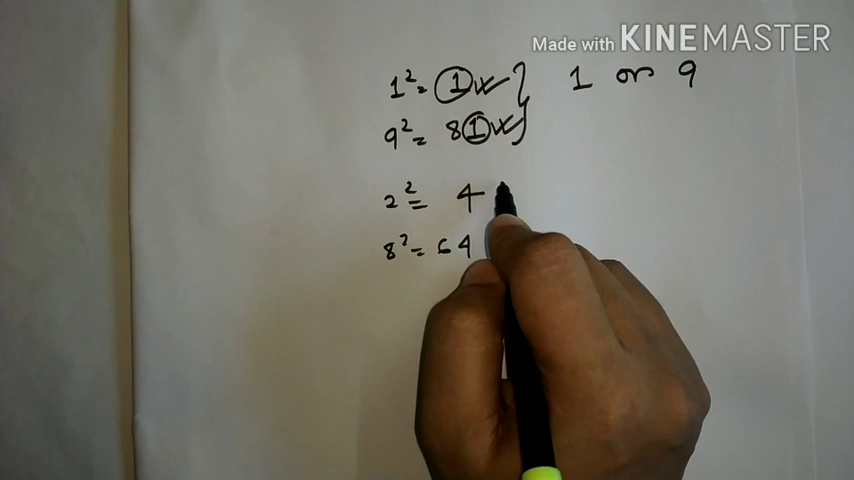 Made with KINEMASTER
1² = 1 } 1 or 9
9² = 81
2² = 4
8² = 64